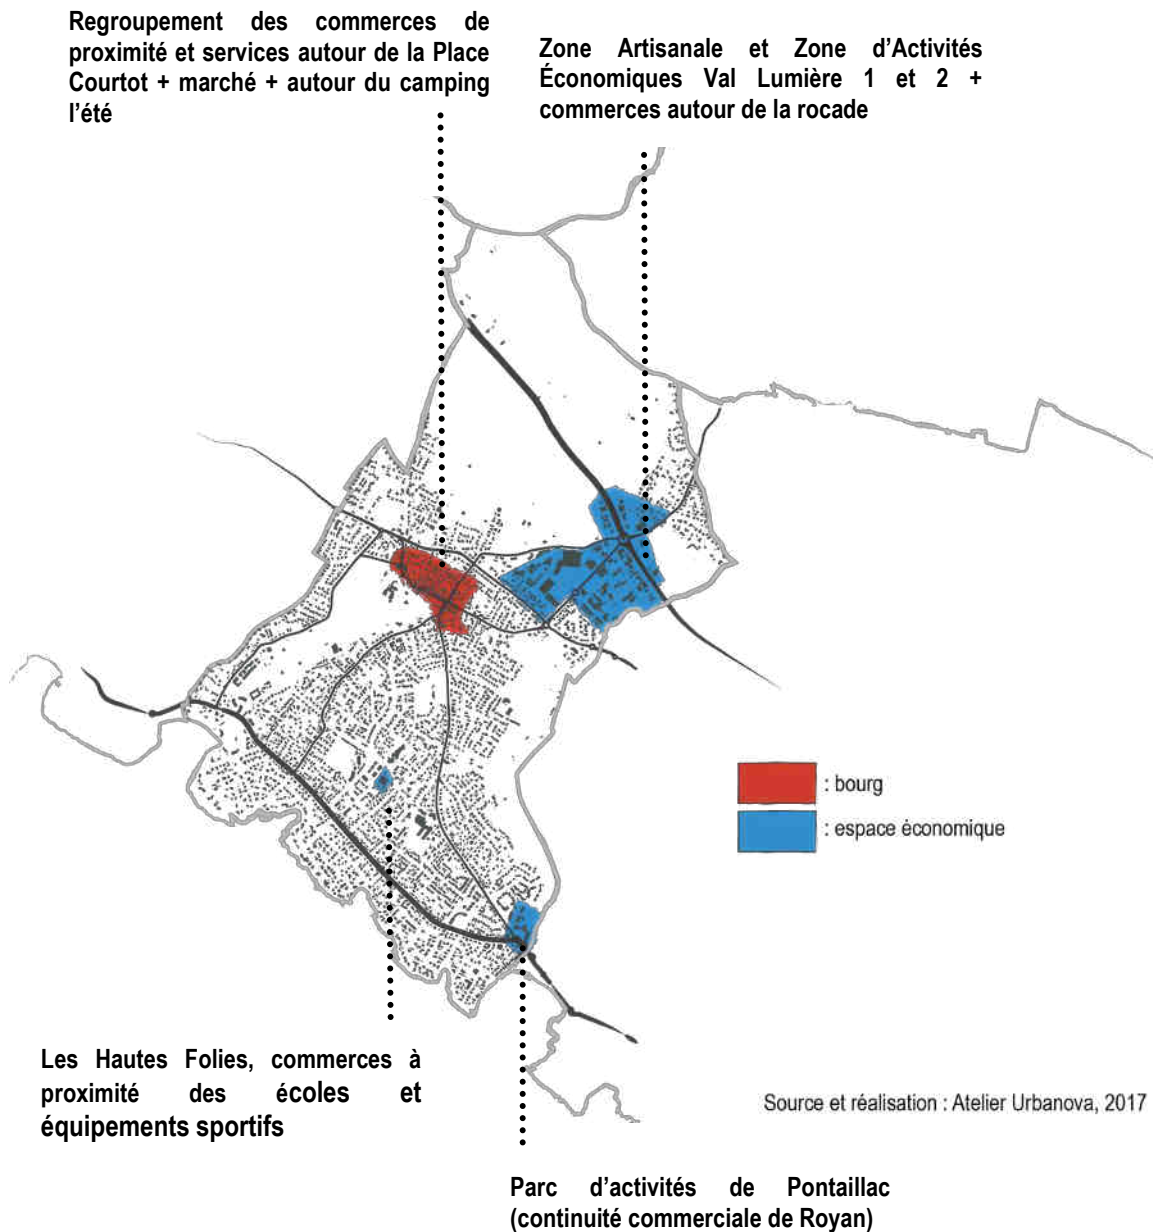 Regroupement des commerces de
proximité et services autour de la Place
Courtot + marché + autour du camping
l’été
Zone Artisanale et Zone d’Activités
Économiques Val Lumière 1 et 2 +
commerces autour de la rocade
: bourg
: espace économique
Les Hautes Folies, commerces à
proximité des écoles et
équipements sportifs
Source et réalisation : Atelier Urbanova, 2017
Parc d’activités de Pontaillac
(continuité commerciale de Royan)